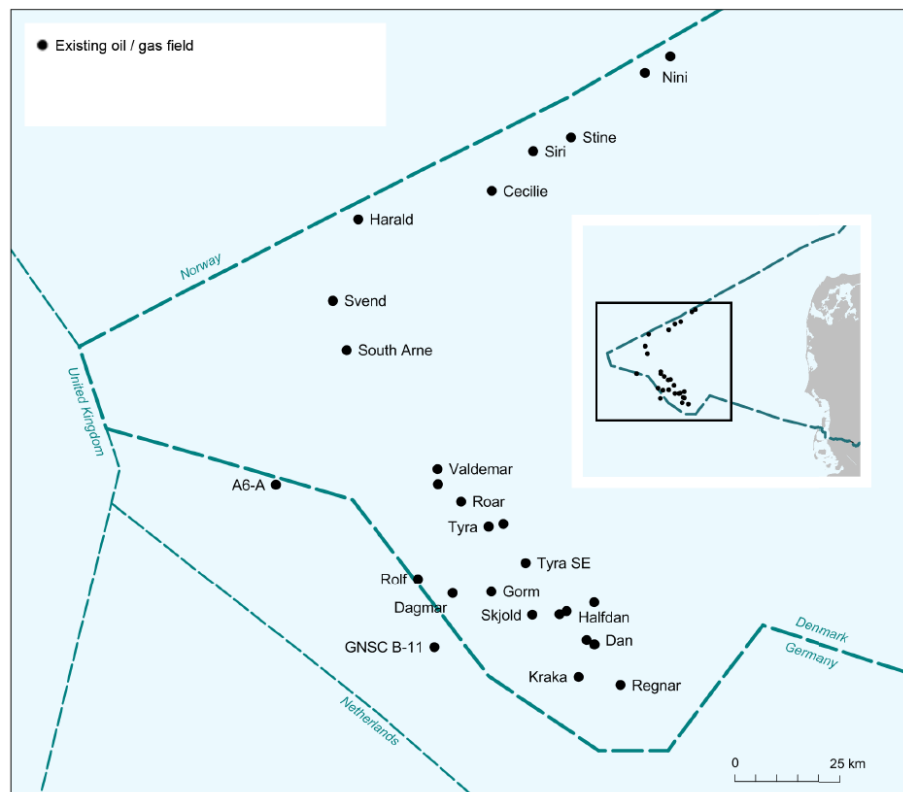 Existing oil / gas field
Nini
Stine
Siri
Cecilie
Harald
Norway
Svend
South Arne
United Kingdom
Valdemar
A6-A
Roar
Tyra
Tyra SE
Rolf
Gorm
Dagmar
Skjold
Halfdan
Denmark
Dan
GNSC B-11
Germany
Kraka
Regnar
Netherlands
0 25 km